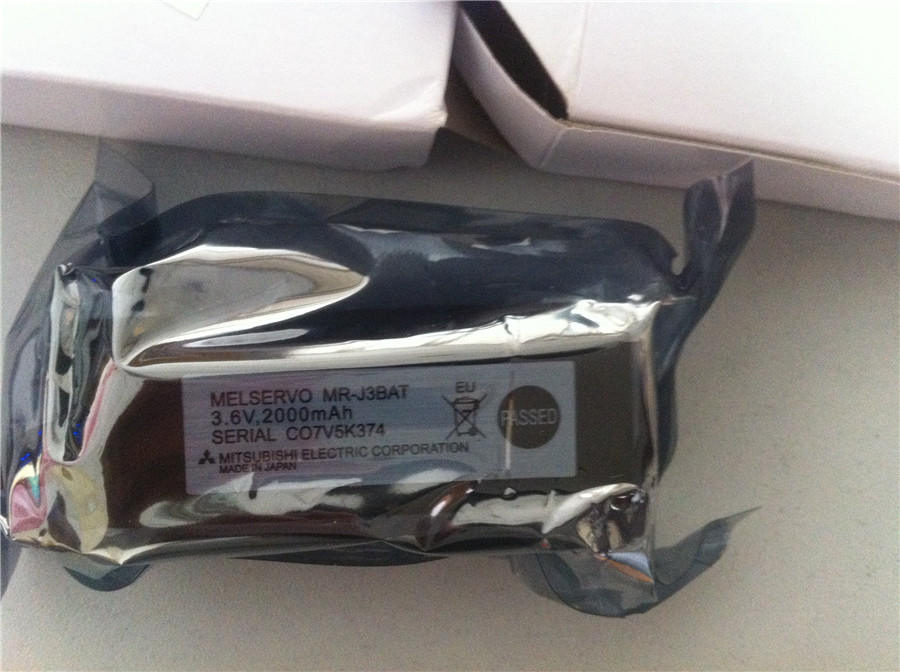 MELSERVO MR-J3BAT
3.6V,2000mAh
SERIAL CO7V5K374
MITSUBISHI ELECTRIC CORPORATION
MADE IN JAPAN
EU
PASSED